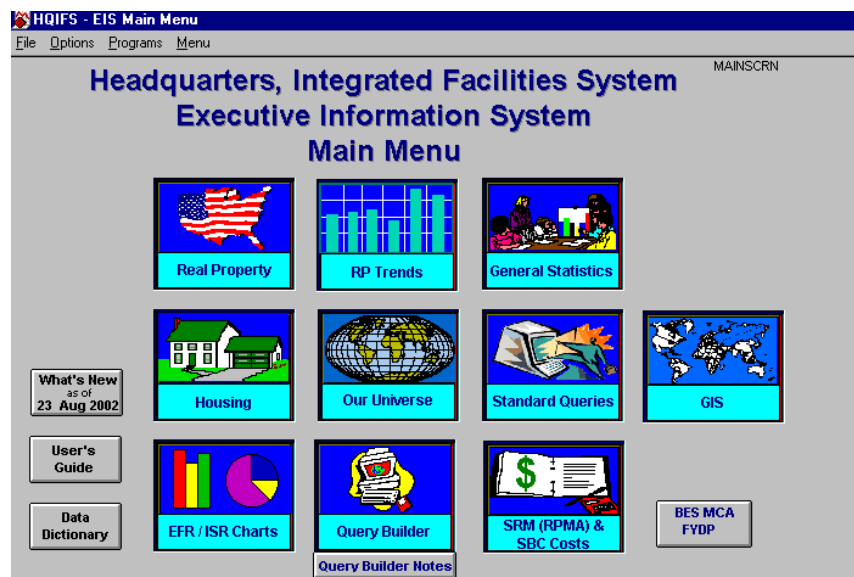 HQIFS - EIS Main Menu
File Options Programs Menu
MAINSCRN
Headquarters, Integrated Facilities System
Executive Information System
Main Menu
Real Property
RP Trends
General Statistics
What's New
as of
23 Aug 2002
Housing
Our Universe
Standard Queries
GIS
User's
Guide
Data
Dictionary
EFR / ISR Charts
Query Builder
$
SRM (RPMA) &
SBC Costs
BES MCA
FYDP
Query Builder Notes